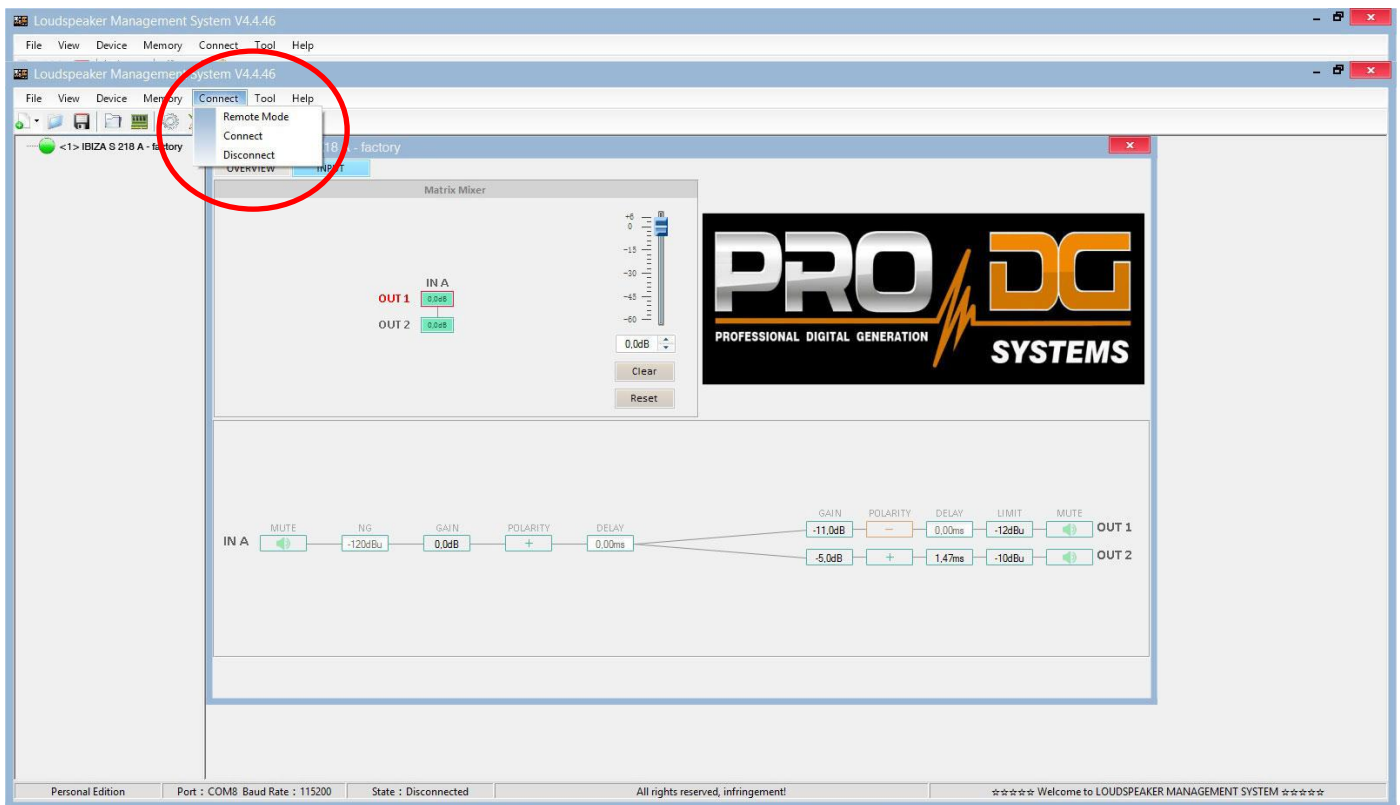 Loudspeaker Management System V4.4.46
File View Device Memory Connect Tool Help
Loudspeaker Management System V4.4.46
File View Device Memory Connect Tool Help
Remote Mode
Connect
Disconnect
<1> IBIZA S 218 A - factory
18 A - factory
OVERVIEW INPUT
Matrix Mixer
+6
0
-15
-30
-45
-60
IN A
OUT 1 0,0dB
OUT 2 0,0dB
0,0dB
Clear
Reset
PRO DG
PROFESSIONAL DIGITAL GENERATION
SYSTEMS
GAIN POLARITY DELAY LIMIT MUTE
-11,0dB − 0,00ms -12dBu OUT 1
MUTE NG GAIN POLARITY DELAY
IN A -120dBu 0,0dB + 0,00ms
-5,0dB + 1,47ms -10dBu OUT 2
Personal Edition Port : COM8 Baud Rate : 115200 State : Disconnected All rights reserved, infringement! ☆☆☆☆☆ Welcome to LOUDSPEAKER MANAGEMENT SYSTEM ☆☆☆☆☆